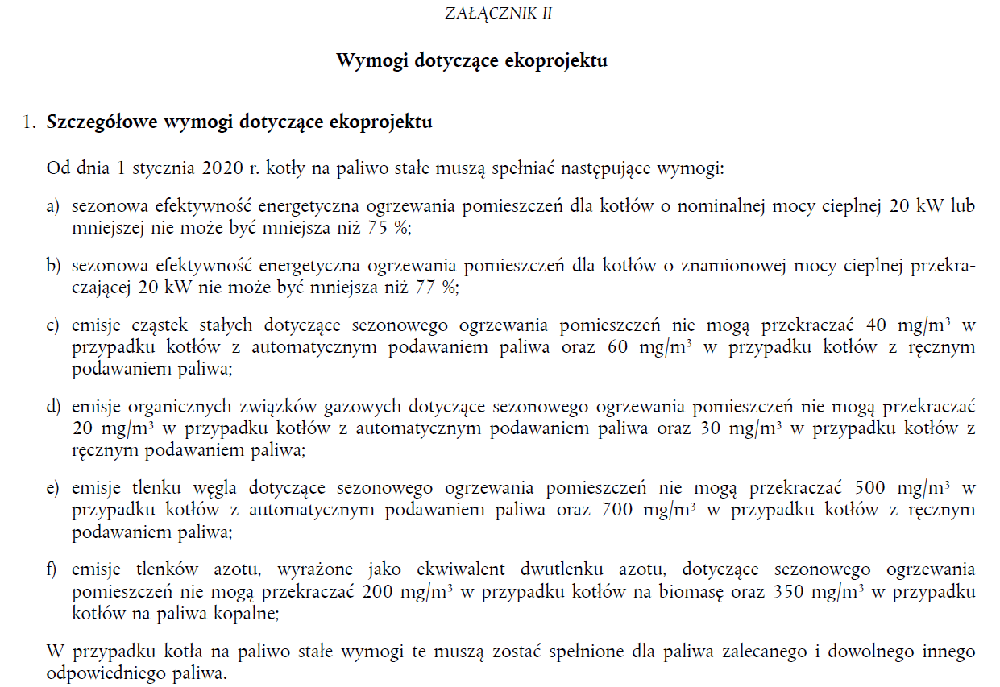 ZAŁĄCZNIK II
Wymogi dotyczące ekoprojektu
1. Szczegółowe wymogi dotyczące ekoprojektu
Od dnia 1 stycznia 2020 r. kotły na paliwo stałe muszą spełniać następujące wymogi:
a) sezonowa efektywność energetyczna ogrzewania pomieszczeń dla kotłów o nominalnej mocy cieplnej 20 kW lub
mniejszej nie może być mniejsza niż 75 %;
b) sezonowa efektywność energetyczna ogrzewania pomieszczeń dla kotłów o znamionowej mocy cieplnej przekra-
czającej 20 kW nie może być mniejsza niż 77 %;
c) emisje cząstek stałych dotyczące sezonowego ogrzewania pomieszczeń nie mogą przekraczać 40 mg/m³ w
przypadku kotłów z automatycznym podawaniem paliwa oraz 60 mg/m³ w przypadku kotłów z ręcznym
podawaniem paliwa;
d) emisje organicznych związków gazowych dotyczące sezonowego ogrzewania pomieszczeń nie mogą przekraczać
20 mg/m³ w przypadku kotłów z automatycznym podawaniem paliwa oraz 30 mg/m³ w przypadku kotłów z
ręcznym podawaniem paliwa;
e) emisje tlenku węgla dotyczące sezonowego ogrzewania pomieszczeń nie mogą przekraczać 500 mg/m³ w
przypadku kotłów z automatycznym podawaniem paliwa oraz 700 mg/m³ w przypadku kotłów z ręcznym
podawaniem paliwa;
f) emisje tlenków azotu, wyrażone jako ekwiwalent dwutlenku azotu, dotyczące sezonowego ogrzewania
pomieszczeń nie mogą przekraczać 200 mg/m³ w przypadku kotłów na biomasę oraz 350 mg/m³ w przypadku
kotłów na paliwa kopalne;
W przypadku kotła na paliwo stałe wymogi te muszą zostać spełnione dla paliwa zalecanego i dowolnego innego
odpowiedniego paliwa.